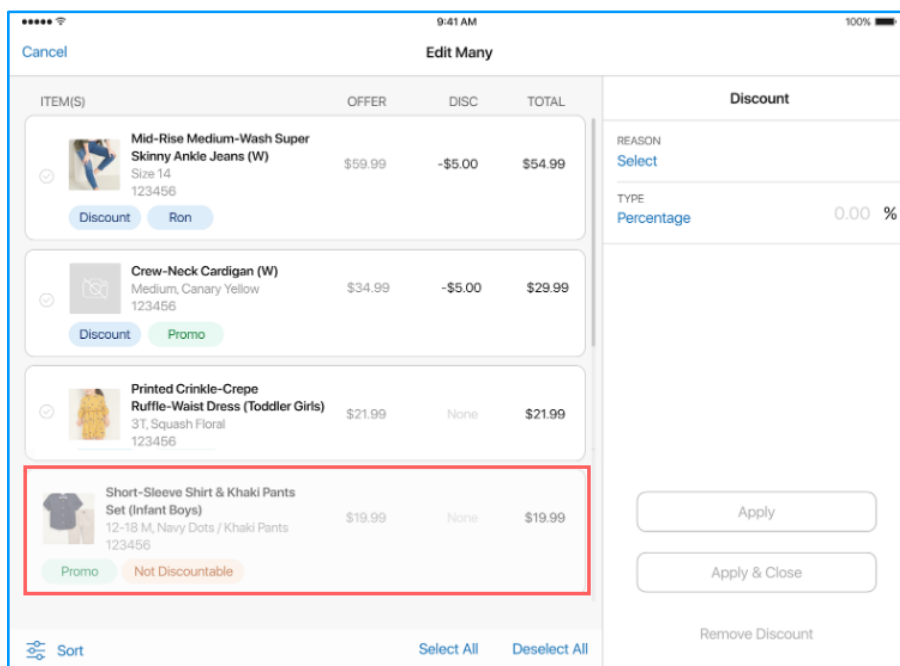 9:41 AM
100%
Cancel
Edit Many
ITEM(S) OFFER DISC TOTAL
Discount
Mid-Rise Medium-Wash Super
Skinny Ankle Jeans (W)
Size 14
123456
$59.99 -$5.00 $54.99
Discount Ron
Crew-Neck Cardigan (W)
Medium, Canary Yellow
123456
$34.99 -$5.00 $29.99
Discount Promo
Printed Crinkle-Crepe
Ruffle-Waist Dress (Toddler Girls)
3T, Squash Floral
123456
$21.99 None $21.99
Short-Sleeve Shirt & Khaki Pants
Set (Infant Boys)
12-18 M, Navy Dots / Khaki Pants
123456
$19.99 None $19.99
Promo Not Discountable
Sort
Select All Deselect All
REASON
Select
TYPE
Percentage 0.00 %
Apply
Apply & Close
Remove Discount